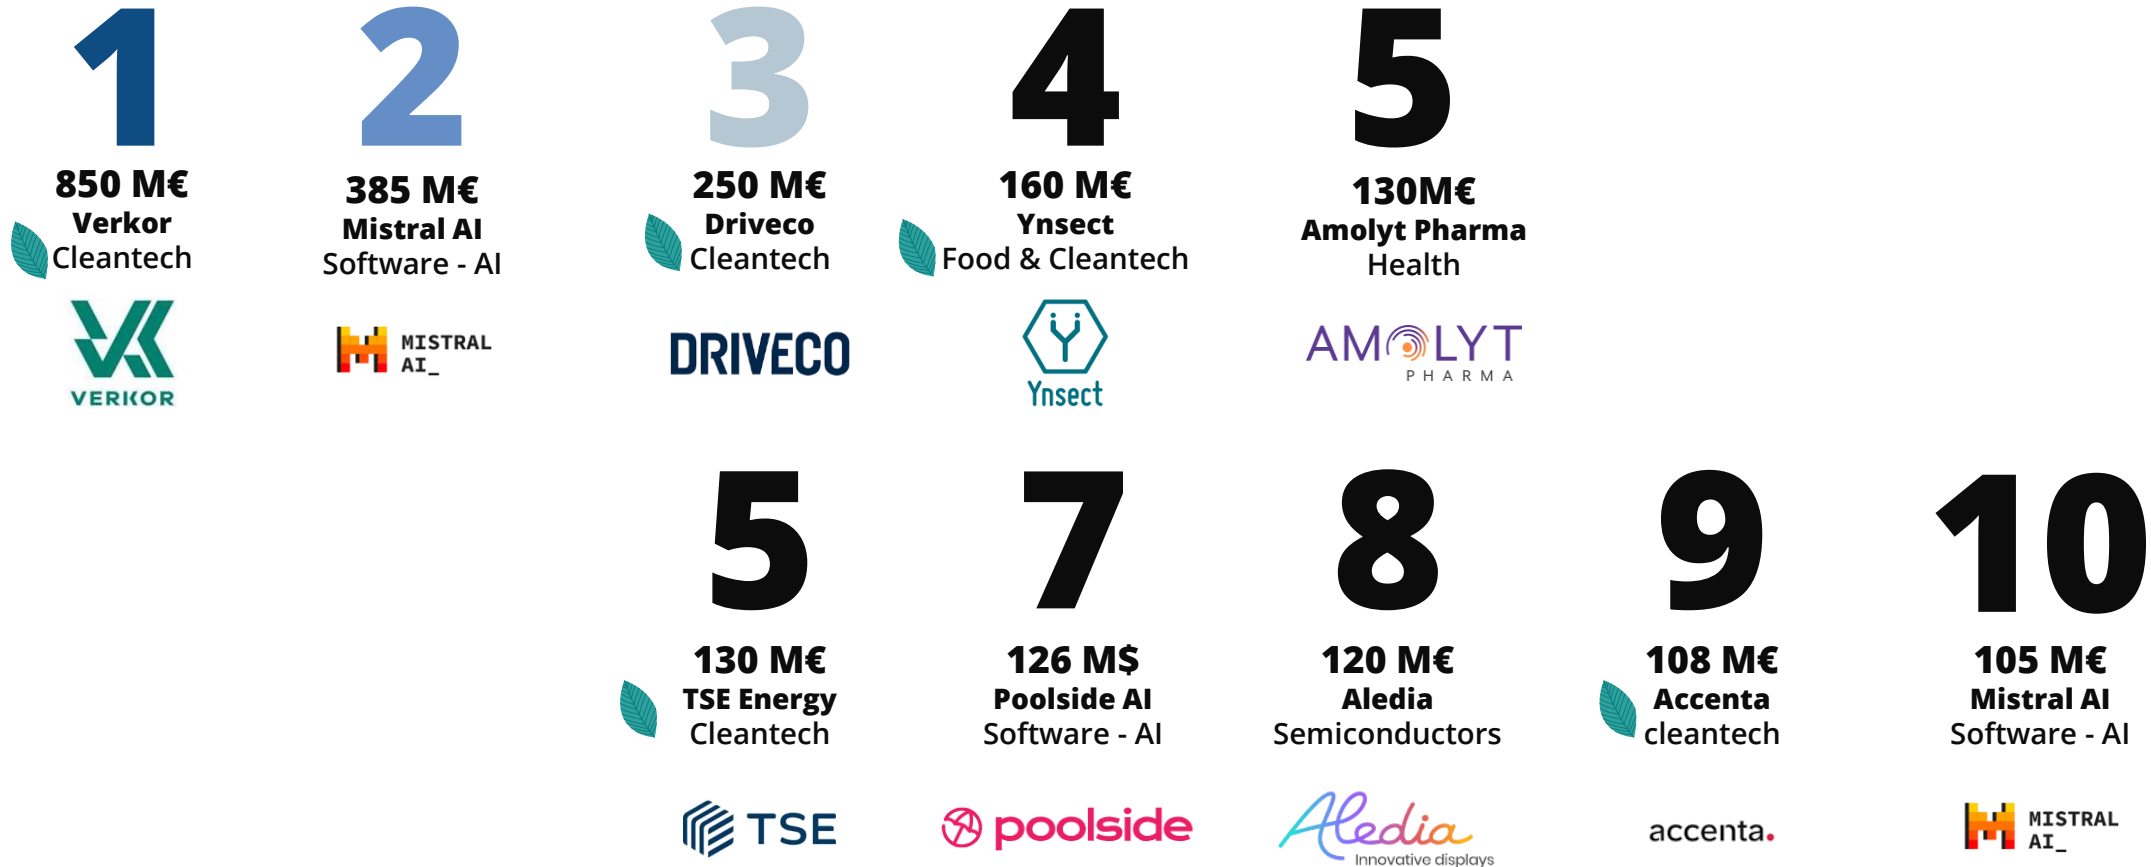 1
850 M€
Verkor
Cleantech
VERKOR
2
385 M€
Mistral AI
Software - AI
MISTRAL
AI_
3
250 M€
Driveco
Cleantech
DRIVECO
4
160 M€
Ynsect
Food & Cleantech
Ynsect
5
130M€
Amolyt Pharma
Health
AMOLYT
PHARMA
5
130 M€
TSE Energy
Cleantech
TSE
7
126 M$
Poolside AI
Software - AI
poolside
8
120 M€
Aledia
Semiconductors
Aledia
Innovative displays
9
108 M€
Accenta
cleantech
accenta.
10
105 M€
Mistral AI
Software - AI
MISTRAL
AI_